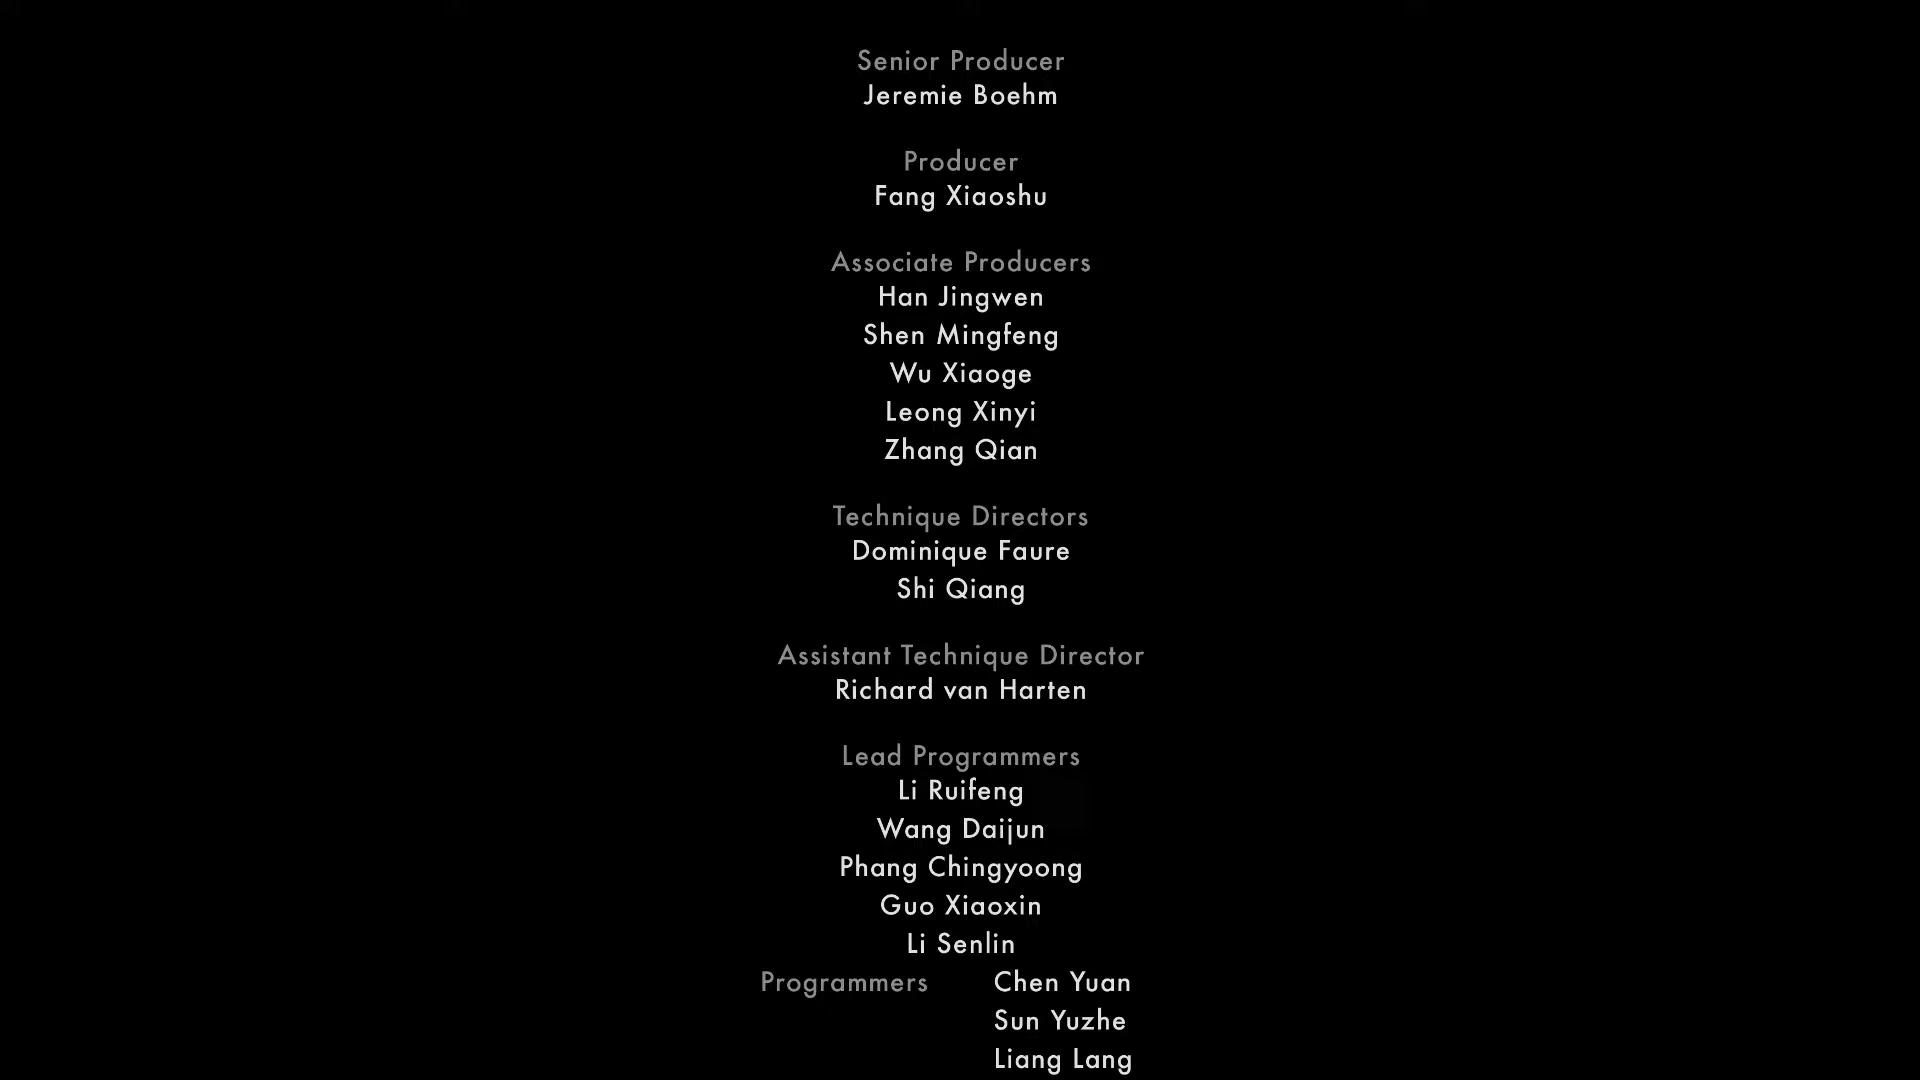 Senior Producer
Jeremie Boehm
Producer
Fang Xiaoshu
Associate Producers
Han Jingwen
Shen Mingfeng
Wu Xiaoge
Leong Xinyi
Zhang Qian
Technique Directors
Dominique Faure
Shi Qiang
Assistant Technique Director
Richard van Harten
Lead Programmers
Li Ruifeng
Wang Daijun
Phang Chingyoong
Guo Xiaoxin
Li Senlin
Programmers Chen Yuan
Sun Yuzhe
Liang Lang